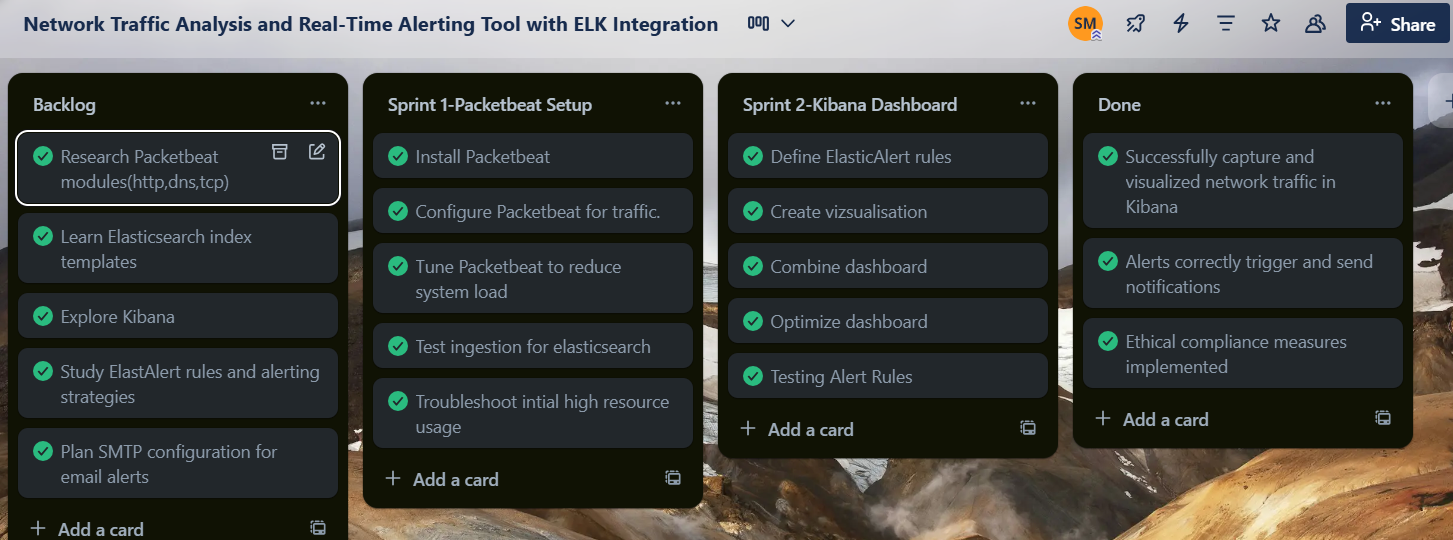 Network Traffic Analysis and Real-Time Alerting Tool with ELK Integration
SM
Share
Backlog
Research Packetbeat
modules(http,dns,tcp)
Learn Elasticsearch index
templates
Explore Kibana
Study ElastAlert rules and alerting
strategies
Plan SMTP configuration for
email alerts
Add a card
Sprint 1-Packetbeat Setup
Install Packetbeat
Configure Packetbeat for traffic.
Tune Packetbeat to reduce
system load
Test ingestion for elasticsearch
Troubleshoot intial high resource
usage
Add a card
Sprint 2-Kibana Dashboard
Define ElasticAlert rules
Create vizsualisation
Combine dashboard
Optimize dashboard
Testing Alert Rules
Add a card
Done
Successfully capture and
visualized network traffic in
Kibana
Alerts correctly trigger and send
notifications
Ethical compliance measures
implemented
Add a card